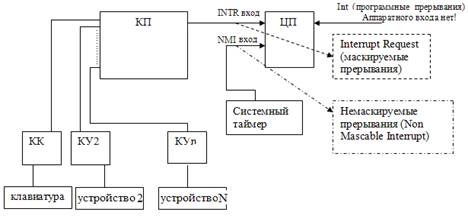 КП
INTR вход
ЦП
Int (программные прерывания)
Аппаратного входа нет!
NMI вход
Interrupt Request
(маскируемые
прерывания)
Системный
таймер
Немаскируемые
прерывания (Non
Mascable Interrupt)
КК
КУ2
КУn
клавиатура
устройство 2
устройствоN